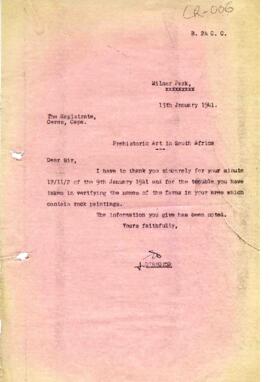 CR-006
B. 24 C. C.
Milner Park,
15th January 1941.
The Magistrate,
Ceres, Cape.
Prehistoric Art in South Africa
Dear Sir,
I have to thank you sincerely for your minute
17/11/2 of the 9th January 1941 and for the trouble you have
taken in verifying the names of the farms in your area which
contain rock paintings.
The information you give has been noted.
Yours faithfully,